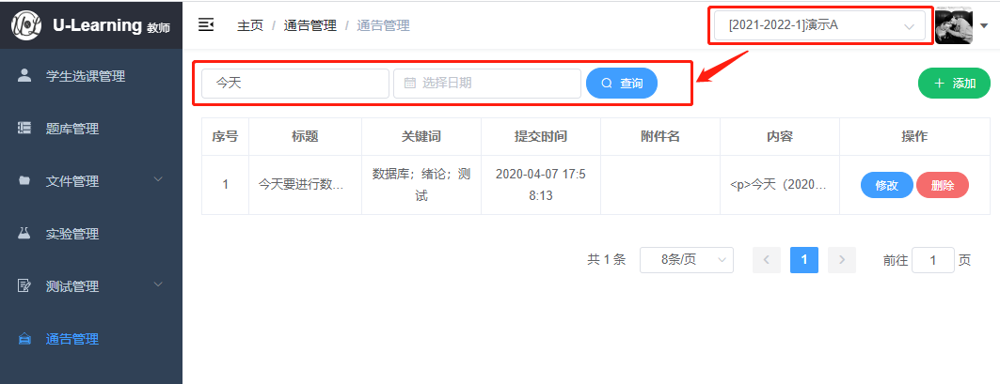 U-Learning 教师
主页 / 通告管理 / 通告管理
[2021-2022-1]演示A
学生选课管理
题库管理
文件管理
实验管理
测试管理
通告管理
今天
选择日期
查询
添加
序号 标题 关键词 提交时间 附件名 内容 操作
1 今天要进行数... 数据库；绪论；测 2020-04-07 17:5 <p>今天（2020... 修改 删除
试 8:13
共 1 条 8条/页 1 前往 1 页